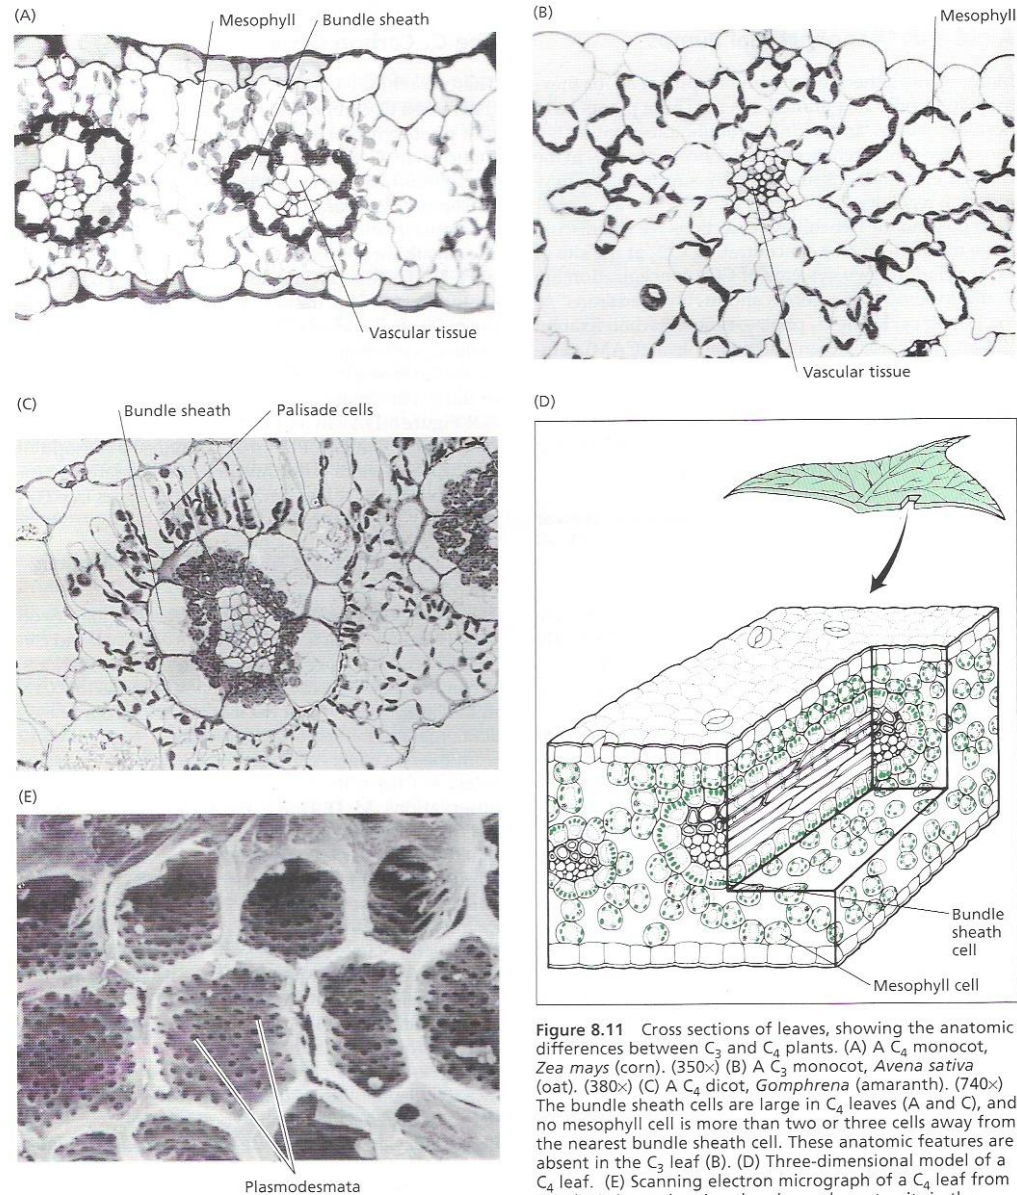 (A)
Mesophyll
Bundle sheath
Vascular tissue
(B)
Mesophyll
Vascular tissue
(C)
Bundle sheath
Palisade cells
(D)
Bundle sheath cell
Mesophyll cell
(E)
Plasmodesmata
Figure 8.11 Cross sections of leaves, showing the anatomic
differences between C₃ and C₄ plants. (A) A C₄ monocot,
Zea mays (corn). (350×) (B) A C₃ monocot, Avena sativa
(oat). (380×) (C) A C₄ dicot, Gomphrena (amaranth). (740×)
The bundle sheath cells are large in C₄ leaves (A and C), and
no mesophyll cell is more than two or three cells away from
the nearest bundle sheath cell. These anatomic features are
absent in the C₃ leaf (B). (D) Three-dimensional model of a
C₄ leaf. (E) Scanning electron micrograph of a C₄ leaf from